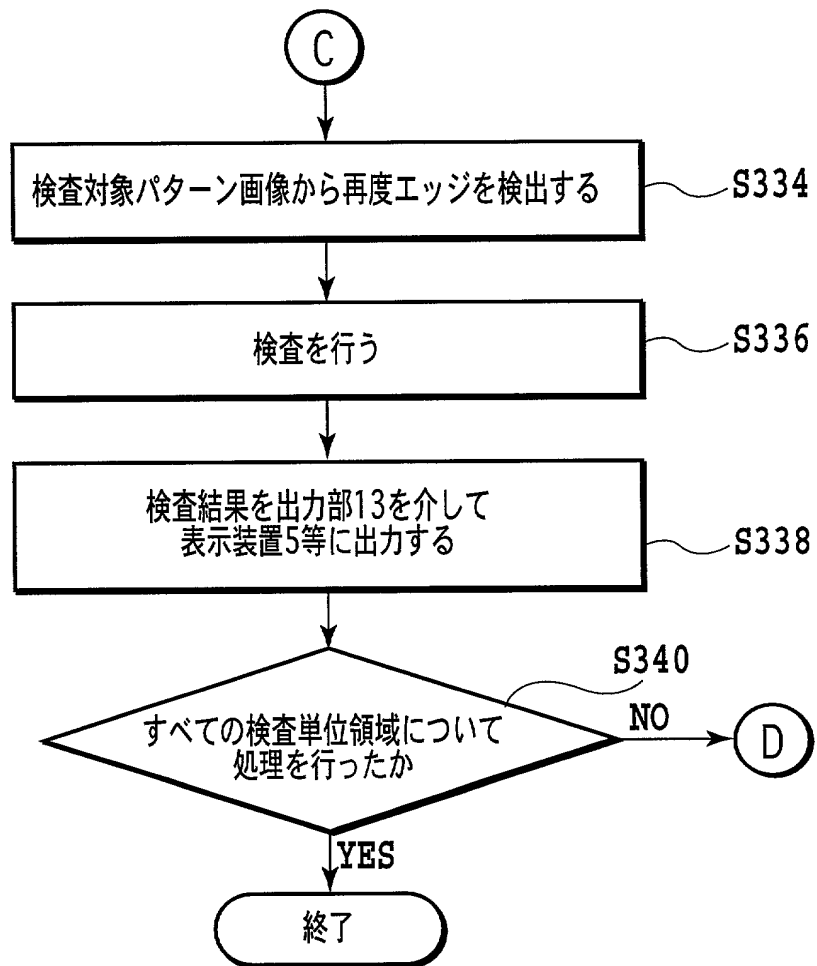 C
検査対象パターン画像から再度エッジを検出する
S334
検査を行う
S336
検査結果を出力部13を介して
表示装置5等に出力する
S338
S340
すべての検査単位領域について
処理を行ったか
NO
D
YES
終了